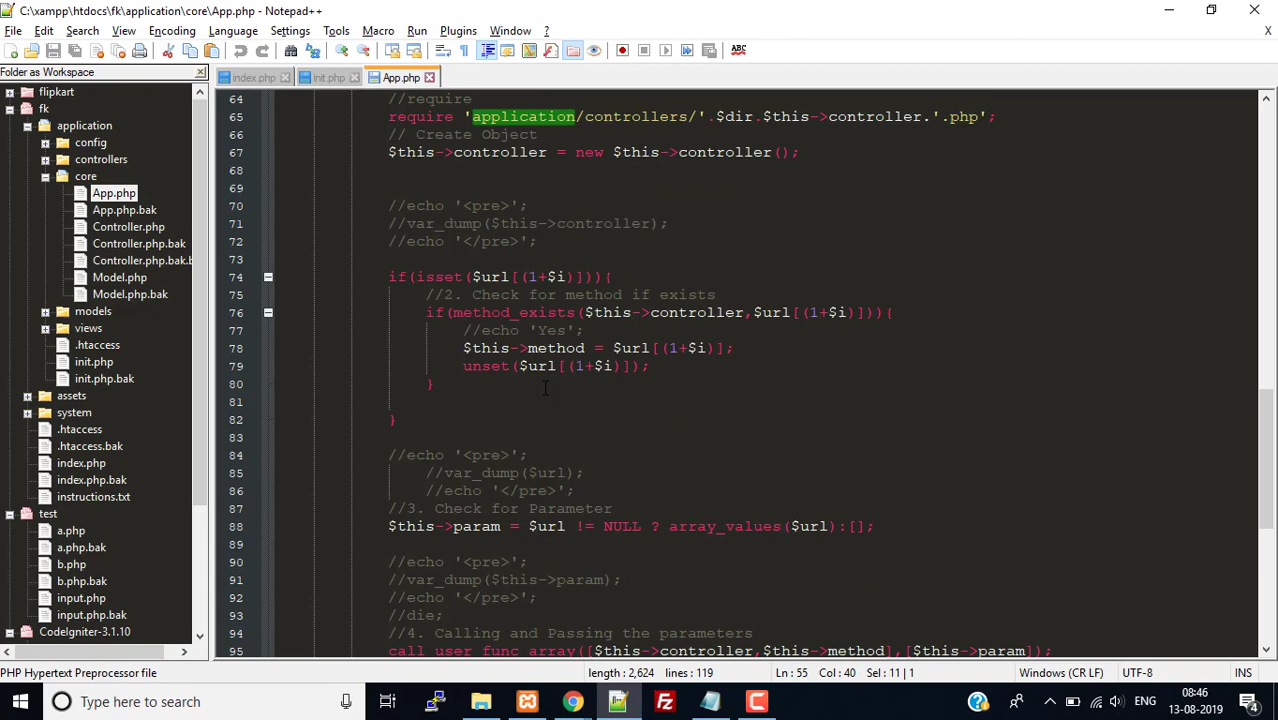 C:\xampp\htdocs\fk\application\core\App.php - Notepad++
File Edit Search View Encoding Language Settings Tools Macro Run Plugins Window ? X
Folder as Workspace
index.php init.php App.php
flipkart
fk
application
config
controllers
core
App.php
App.php.bak
Controller.php
Controller.php.bak
Controller.php.bak.b
Model.php
Model.php.bak
models
views
.htaccess
init.php
init.php.bak
assets
system
.htaccess
.htaccess.bak
index.php
index.php.bak
instructions.txt
test
a.php
a.php.bak
b.php
b.php.bak
input.php
input.php.bak
CodeIgniter-3.1.10
64 //require
65 require 'application/controllers/'.$dir.$this->controller.'.php';
66 // Create Object
67 $this->controller = new $this->controller();
68
69
70 //echo '<pre>';
71 //var_dump($this->controller);
72 //echo '</pre>';
73
74 if(isset($url[(1+$i)])){
75 //2. Check for method if exists
76 if(method_exists($this->controller,$url[(1+$i)])){
77 //echo 'Yes';
78 $this->method = $url[(1+$i)];
79 unset($url[(1+$i)]);
80 }
81
82 }
83
84 //echo '<pre>';
85 //var_dump($url);
86 //echo '</pre>';
87 //3. Check for Parameter
88 $this->param = $url != NULL ? array_values($url):[];
89
90 //echo '<pre>';
91 //var_dump($this->param);
92 //echo '</pre>';
93 //die;
94 //4. Calling and Passing the parameters
95 call_user_func_array([$this->controller,$this->method],[$this->param]);
PHP Hypertext Preprocessor file length : 2,624 lines : 119 Ln : 55 Col : 40 Sel : 11 | 1 Windows (CR LF) UTF-8 INS
Type here to search ENG 08:46
13-08-2019 4